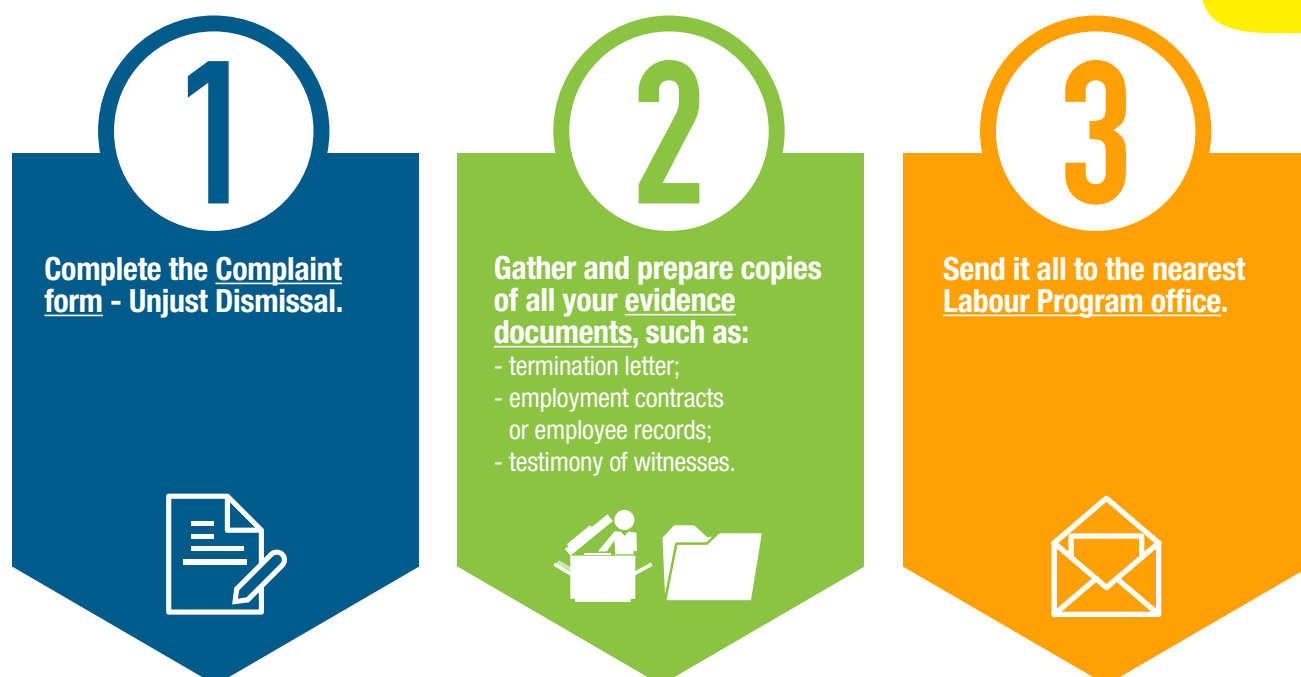 1
Complete the Complaint
form - Unjust Dismissal.
2
Gather and prepare copies
of all your evidence
documents, such as:
- termination letter;
- employment contracts
or employee records;
- testimony of witnesses.
3
Send it all to the nearest
Labour Program office.